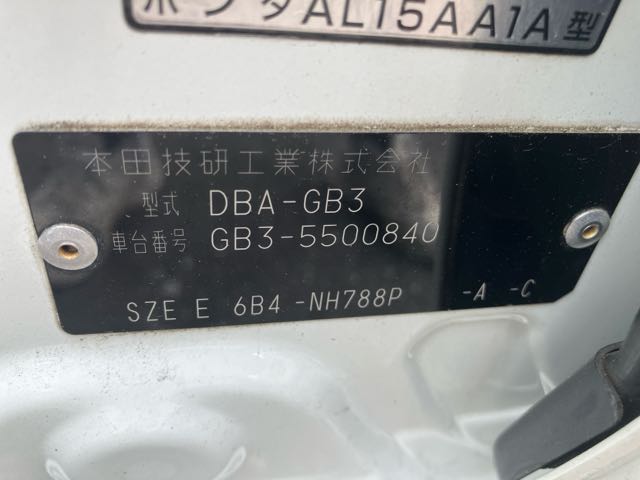 ホンダAL15AA1A型
本田技研工業株式会社
型式 DBA-GB3
車台番号 GB3-5500840
SZE E 6B4 -NH788P -A -C